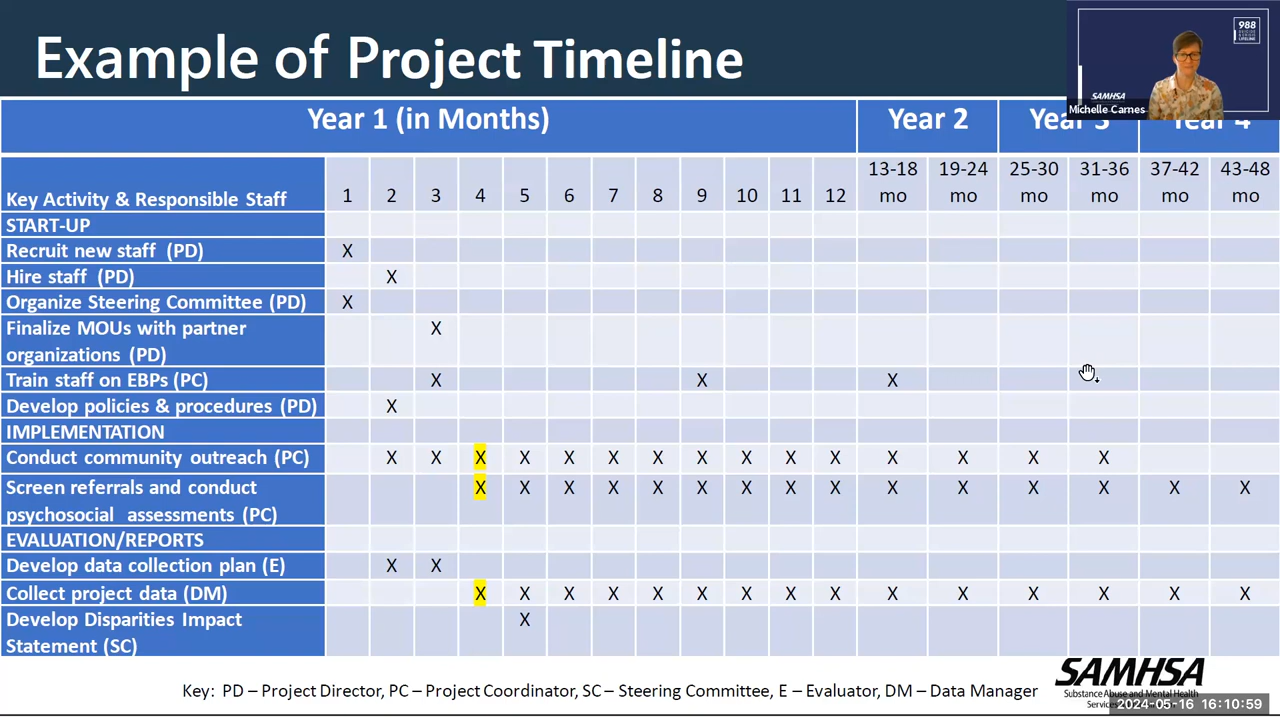 Example of Project Timeline
988
SAMHSA
Michelle Carnes
Year 1 (in Months) Year 2 Year 3 Year 4
Key Activity & Responsible Staff 1 2 3 4 5 6 7 8 9 10 11 12 13-18 mo 19-24 mo 25-30 mo 31-36 mo 37-42 mo 43-48 mo
START-UP
Recruit new staff (PD) X
Hire staff (PD) X
Organize Steering Committee (PD) X
Finalize MOUs with partner X
organizations (PD)
Train staff on EBPs (PC) X X X
Develop policies & procedures (PD) X
IMPLEMENTATION
Conduct community outreach (PC) X X X X X X X X X X X X X X X
Screen referrals and conduct X X X X X X X X X X X X X X X
psychosocial assessments (PC)
EVALUATION/REPORTS
Develop data collection plan (E) X X
Collect project data (DM) X X X X X X X X X X X X X X X
Develop Disparities Impact X
Statement (SC)
Key: PD – Project Director, PC – Project Coordinator, SC – Steering Committee, E – Evaluator, DM – Data Manager
SAMHSA
Substance Abuse and Mental Health
2024-05-16 16:10:59